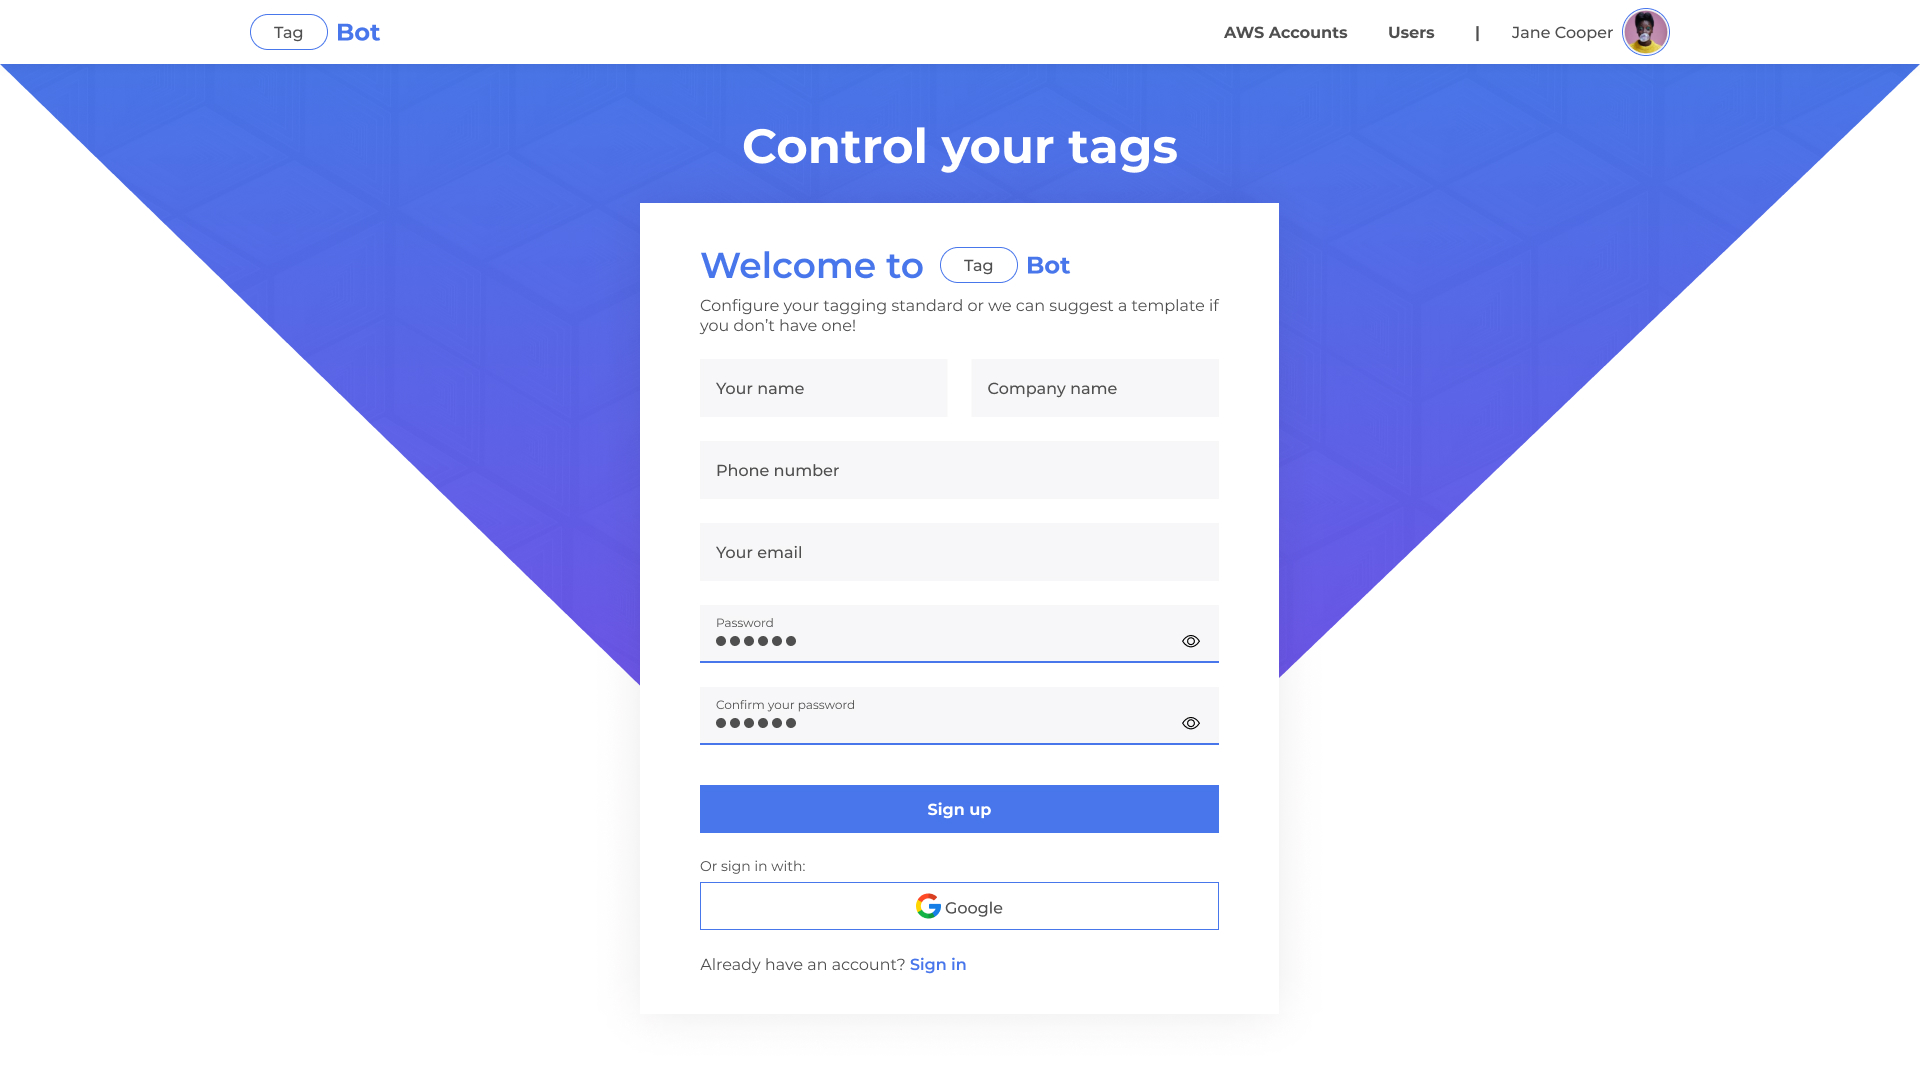 Tag Bot AWS Accounts Users | Jane Cooper
Control your tags
Welcome to Tag Bot
Configure your tagging standard or we can suggest a template if
you don’t have one!
Your name Company name
Phone number
Your email
Password
●●●●●●
Confirm your password
●●●●●●
Sign up
Or sign in with:
Google
Already have an account? Sign in